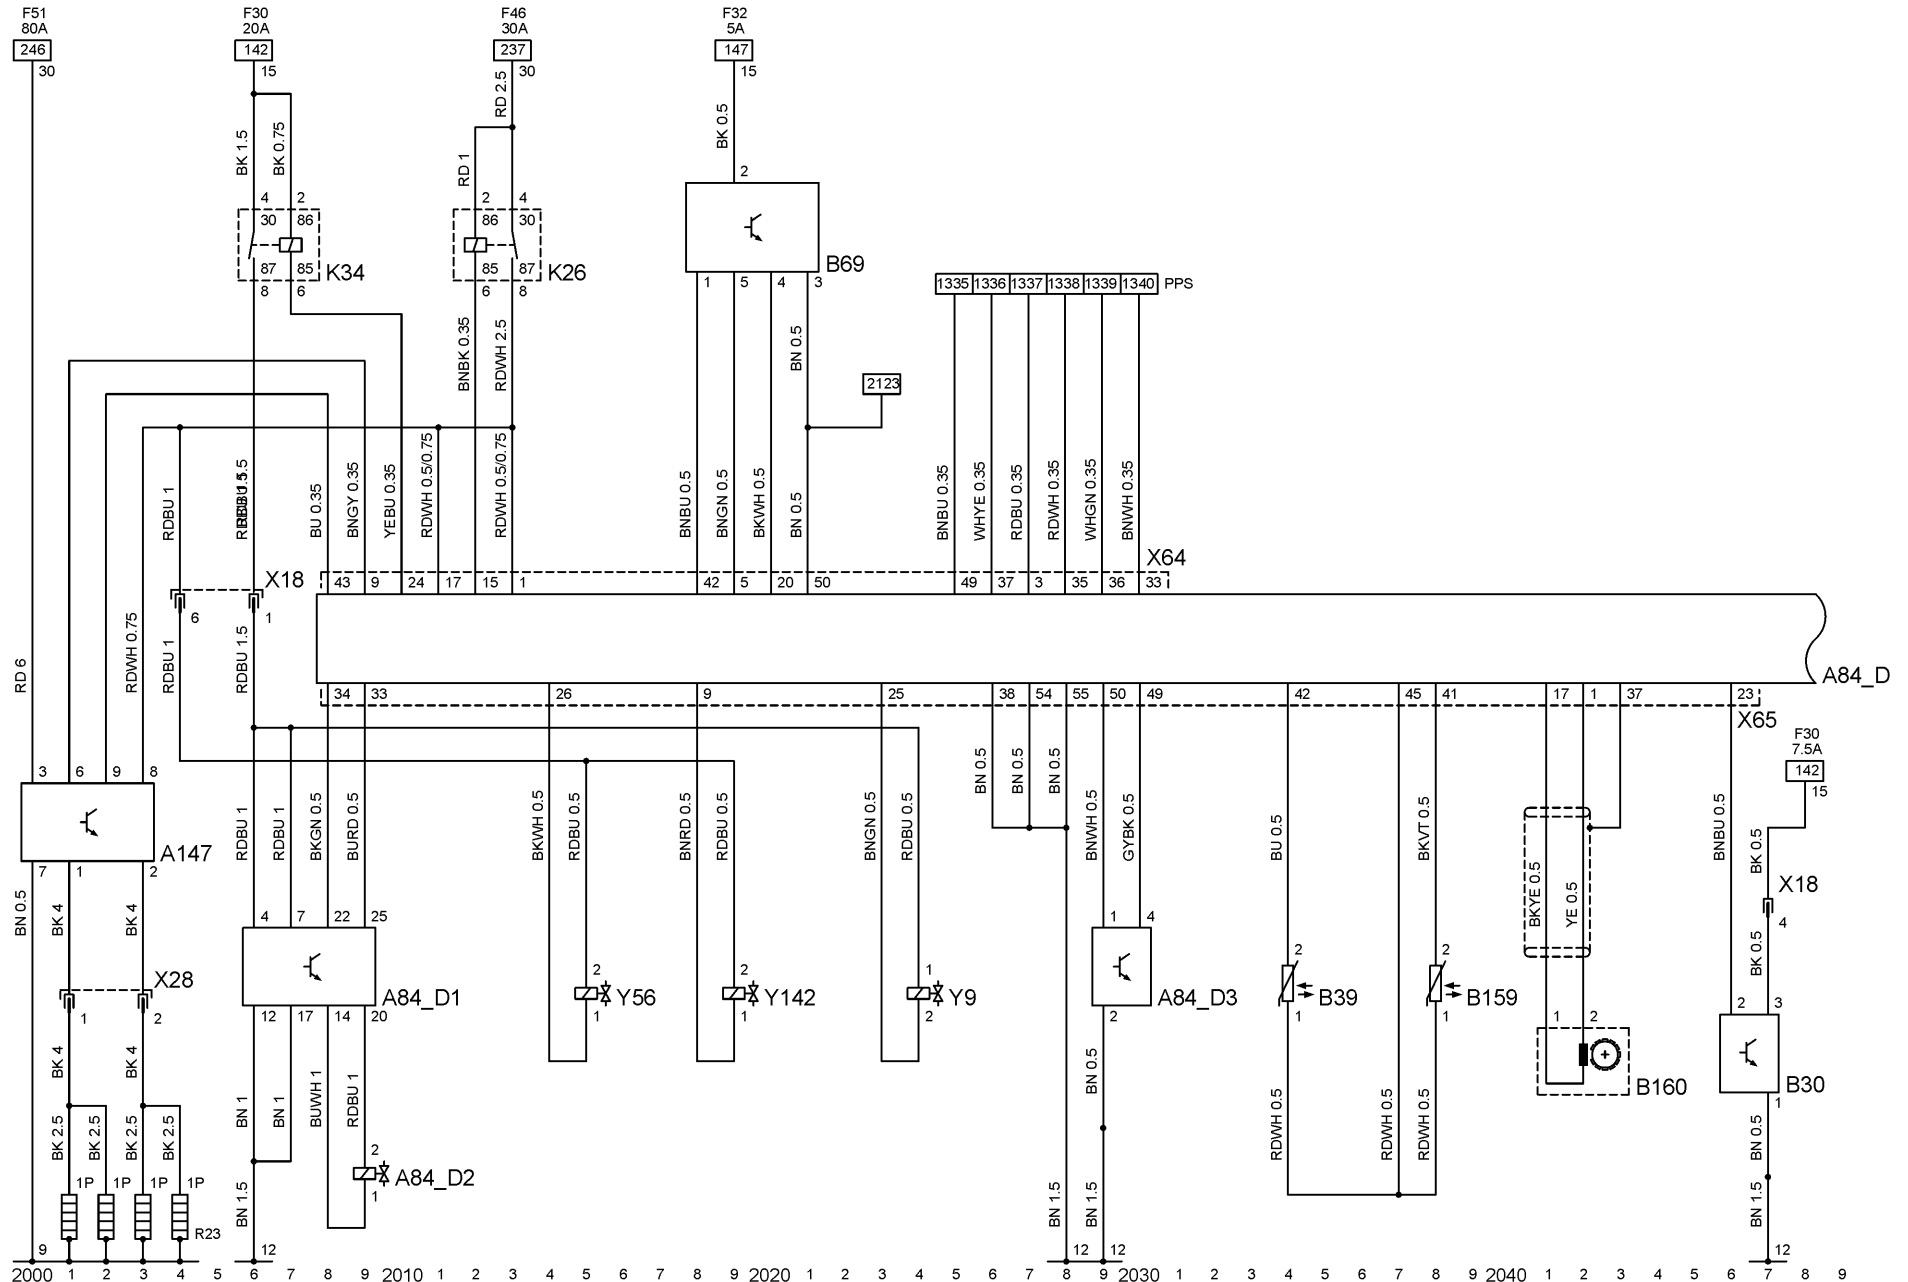 F51 F30 F46 F32
80A 20A 30A 5A
246 142 237 147
30 15 30 15
BK 1.5 BK 0.75 RD 2.5 RD 1 BK 0.5
4 2 2 4 2
30 86 86 30
87 85 K34 85 87 K26 B69
8 6 6 8 1 5 4 3
1335 1336 1337 1338 1339 1340 PPS
BNBK 0.35 RDWH 2.5 BN 0.5
2123
RDBU 1 BU 0.35 BNGY 0.35 YEBU 0.35 RDWH 0.5/0.75 RDWH 0.5/0.75 BNBU 0.5 BNGN 0.5 BKWH 0.5 BN 0.5 BNBU 0.35 WHYE 0.35 RDBU 0.35 RDWH 0.35 WHGN 0.35 BNWH 0.35
X64
X18 43 9 24 17 15 1 42 5 20 50 49 37 3 35 36 33
6 1
RD 6 RDWH 0.75 RDBU 1 RDBU 1.5
A84_D
34 33 26 9 25 38 54 55 50 49 42 45 41 17 1 37 23
X65
F30
7.5A
142
15
3 6 9 8
BN 0.5 BN 0.5 BN 0.5
RDBU 1 RDBU 1 BKGN 0.5 BURD 0.5 BKWH 0.5 RDBU 0.5 BNRD 0.5 RDBU 0.5 BNGN 0.5 RDBU 0.5 BNWH 0.5 GYBK 0.5 BU 0.5 BKVT 0.5 BNBU 0.5 BK 0.5
A147
7 1 2
BN 0.5 BK 4 BK 4 BKYE 0.5 YE 0.5
X18
4
4 7 22 25 1 4
BK 0.5
X28 2 2 1 2 2
A84_D1 Y56 Y142 Y9 A84_D3 B39 B159
1 2 12 17 14 20 1 1 2 2 1 1 1 2 2 3
BK 4 BK 4 BN 0.5
B160 B30
1
BK 2.5 BK 2.5 BK 2.5 BK 2.5 BN 1 BN 1 BUWH 1 RDBU 1 RDWH 0.5 RDWH 0.5 RDWH 0.5 BN 0.5
2
A84_D2
1
1P 1P 1P 1P
R23 BN 1.5 BN 1.5 BN 1.5 BN 1.5
9 12 12 12 12
2000 1 2 3 4 5 6 7 8 9 2010 1 2 3 4 5 6 7 8 9 2020 1 2 3 4 5 6 7 8 9 2030 1 2 3 4 5 6 7 8 9 2040 1 2 3 4 5 6 7 8 9